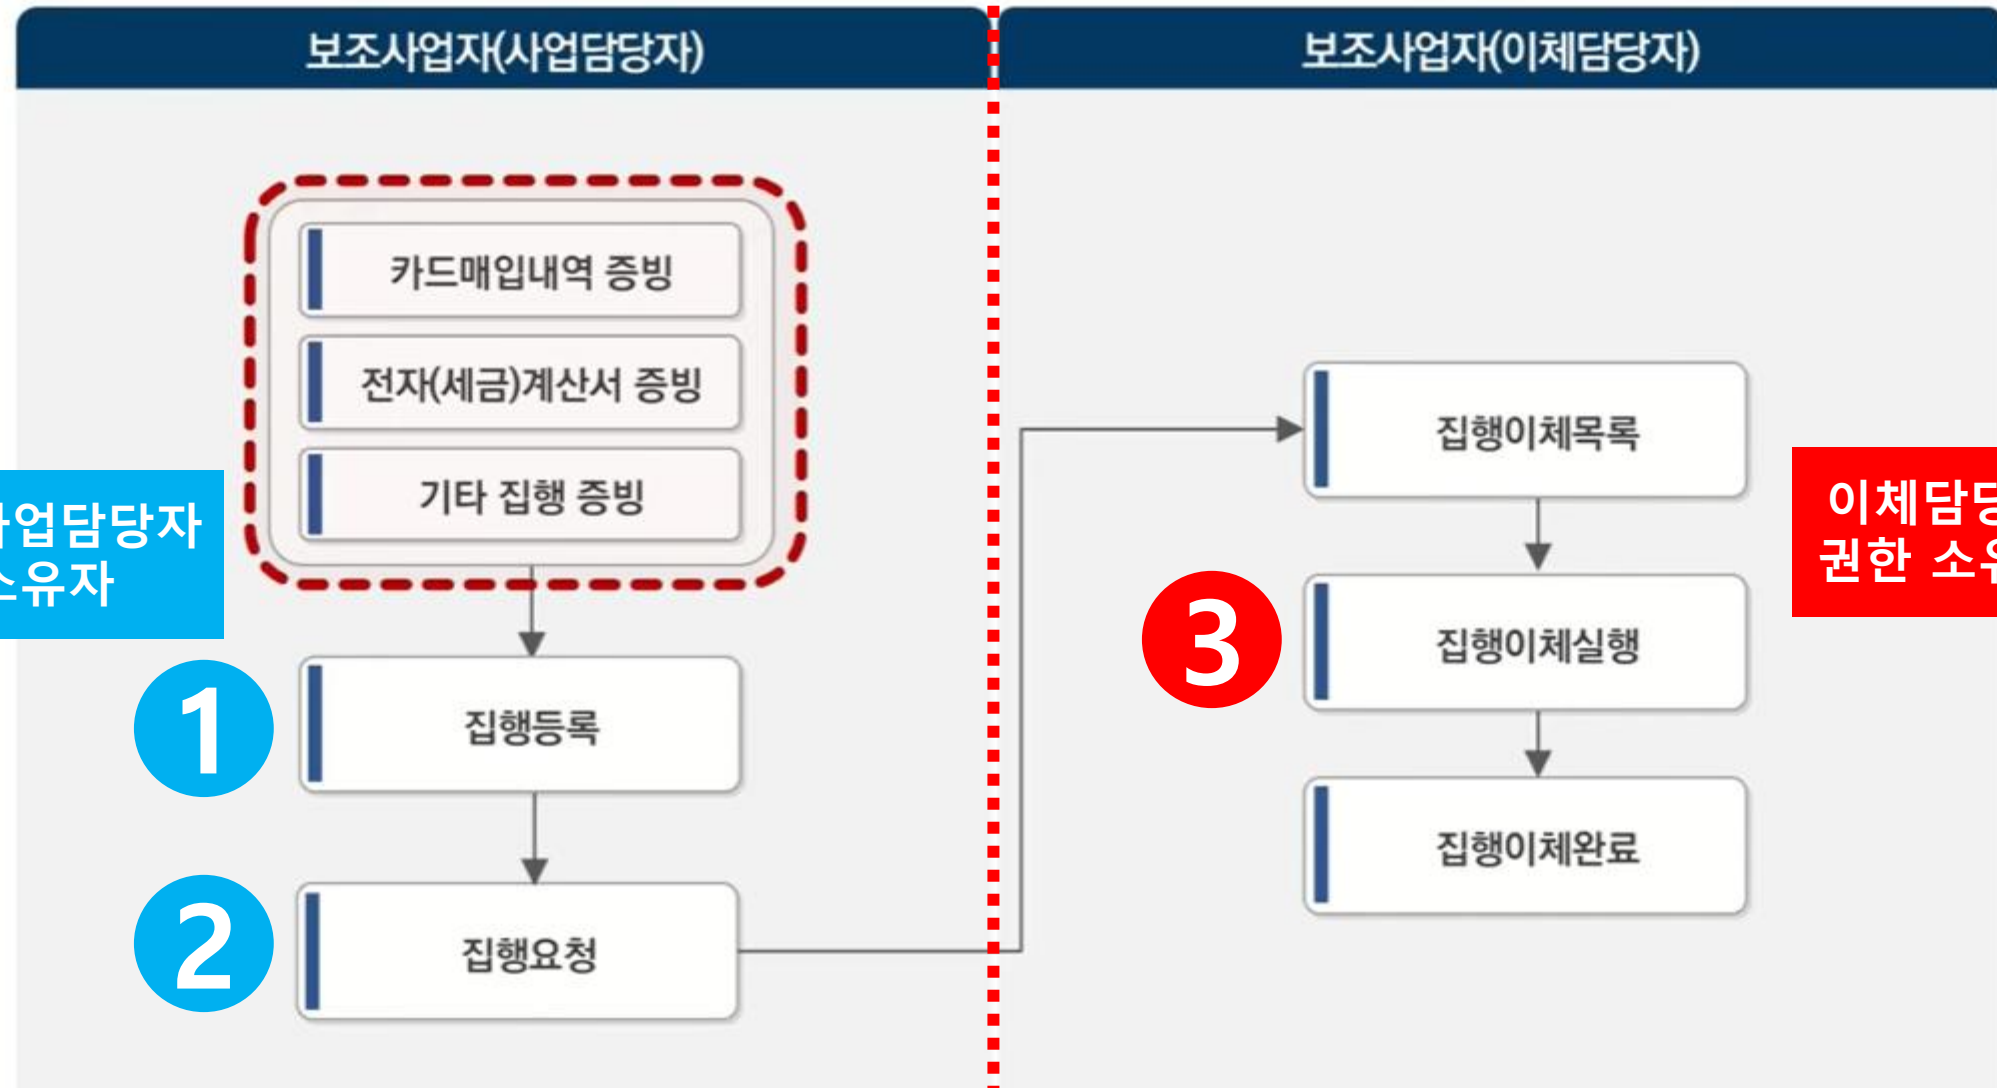 보조사업자(사업담당자)
보조사업자(이체담당자)
카드매입내역 증빙
전자(세금)계산서 증빙
기타 집행 증빙
사업담당자
소유자
1
집행등록
2
집행요청
집행이체목록
이체담당
권한 소유
3
집행이체실행
집행이체완료